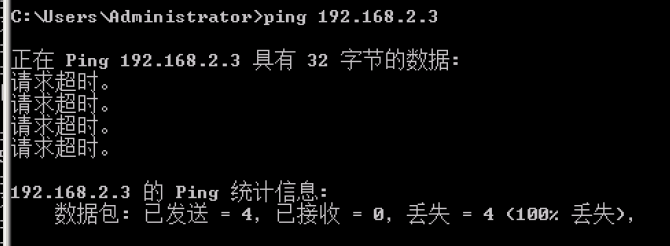 C:\Users\Administrator>ping 192.168.2.3
正在 Ping 192.168.2.3 具有 32 字节的数据:
请求超时。
请求超时。
请求超时。
请求超时。
192.168.2.3 的 Ping 统计信息:
数据包: 已发送 = 4, 已接收 = 0, 丢失 = 4 (100% 丢失),